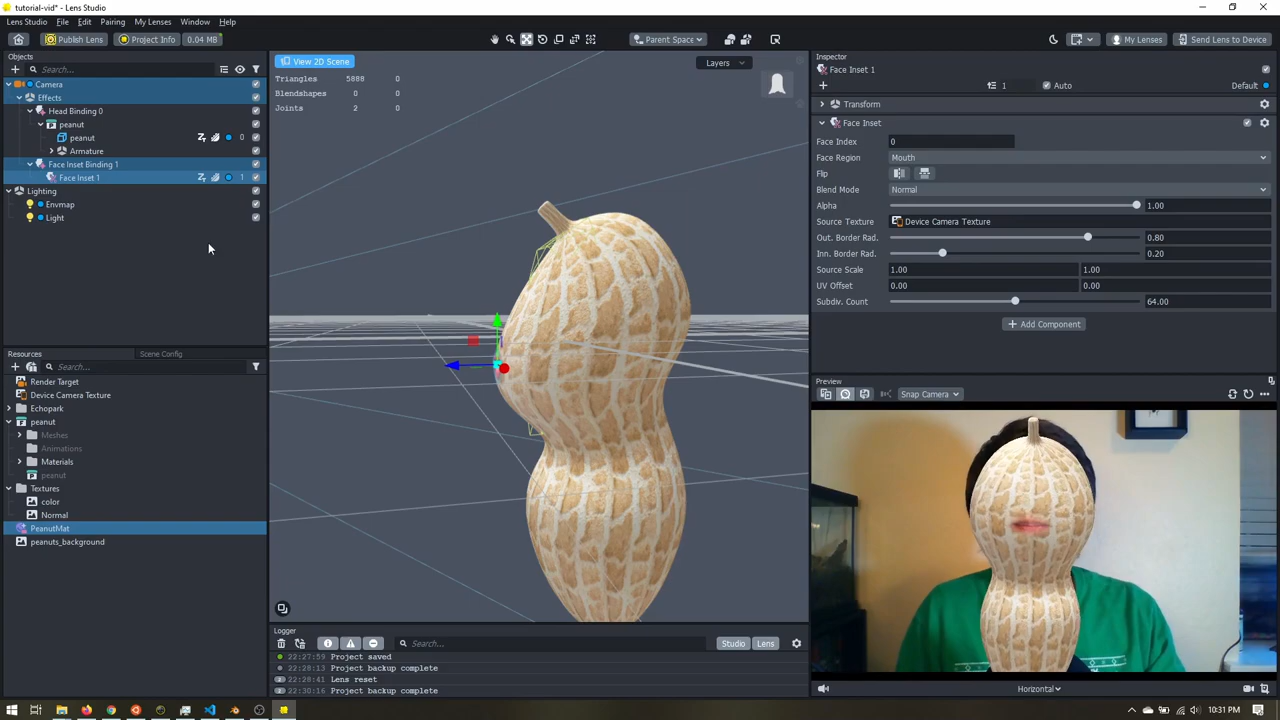 tutorial-vid* - Lens Studio
Lens Studio File Edit Pairing My Lenses Window Help
Publish Lens Project Info 0.04 MB Parent Space My Lenses Send Lens to Device
Objects
Search...
Camera
Effects
Head Binding 0
peanut
peanut 0
Armature
Face Inset Binding 1
Face Inset 1 1
Lighting
Envmap
Light
View 2D Scene
Layers
Triangles 5888 0
Blendshapes 0 0
Joints 2 0
Inspector
Face Inset 1
1 Auto Default
Transform
Face Inset
Face Index 0
Face Region Mouth
Flip
Blend Mode Normal
Alpha 1.00
Source Texture Device Camera Texture
Out. Border Rad. 0.80
Inn. Border Rad. 0.20
Source Scale 1.00 1.00
UV Offset 0.00 0.00
Subdiv. Count 64.00
Add Component
Resources Scene Config
Search...
Render Target
Device Camera Texture
Echopark
peanut
Meshes
Animations
Materials
peanut
Textures
color
Normal
PeanutMat
peanuts_background
Preview
Snap Camera
Horizontal
Logger
Search...
Studio Lens
22:27:59 Project saved
22:28:13 Project backup complete
22:28:41 Lens reset
22:30:16 Project backup complete
10:31 PM